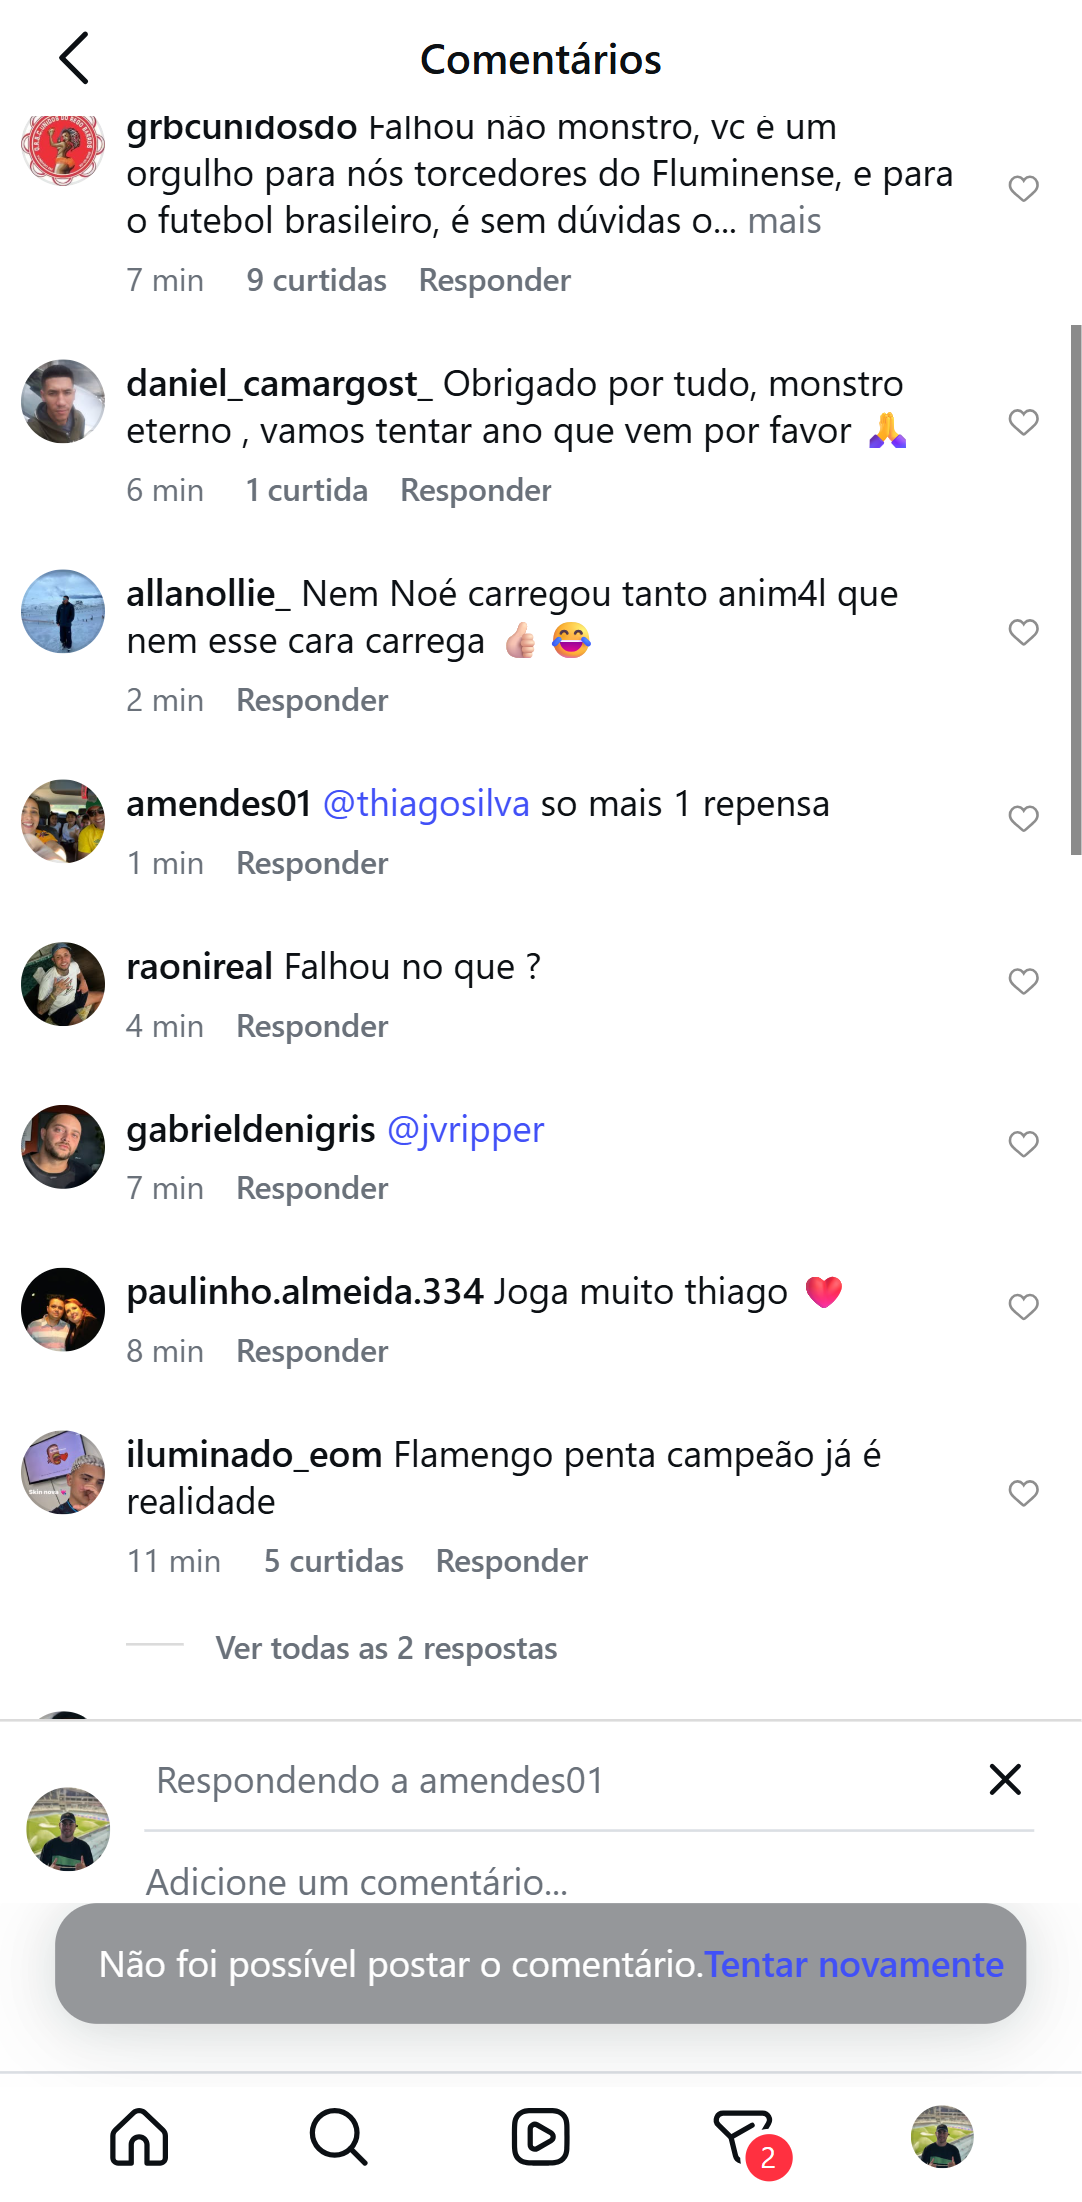 Comentários
grbcunidosdo Falhou não monstro, vc é um
orgulho para nós torcedores do Fluminense, e para
o futebol brasileiro, é sem dúvidas o... mais
7 min 9 curtidas Responder
daniel_camargost_ Obrigado por tudo, monstro
eterno , vamos tentar ano que vem por favor 🙏
6 min 1 curtida Responder
allanollie_ Nem Noé carregou tanto anim4l que
nem esse cara carrega 👍🏼 😂
2 min Responder
amendes01 @thiagosilva so mais 1 repensa
1 min Responder
raonireal Falhou no que ?
4 min Responder
gabrieldenigris @jvripper
7 min Responder
paulinho.almeida.334 Joga muito thiago ❤️
8 min Responder
iluminado_eom Flamengo penta campeão já é
realidade
11 min 5 curtidas Responder
Ver todas as 2 respostas
Respondendo a amendes01
Adicione um comentário...
Não foi possível postar o comentário.Tentar novamente
2